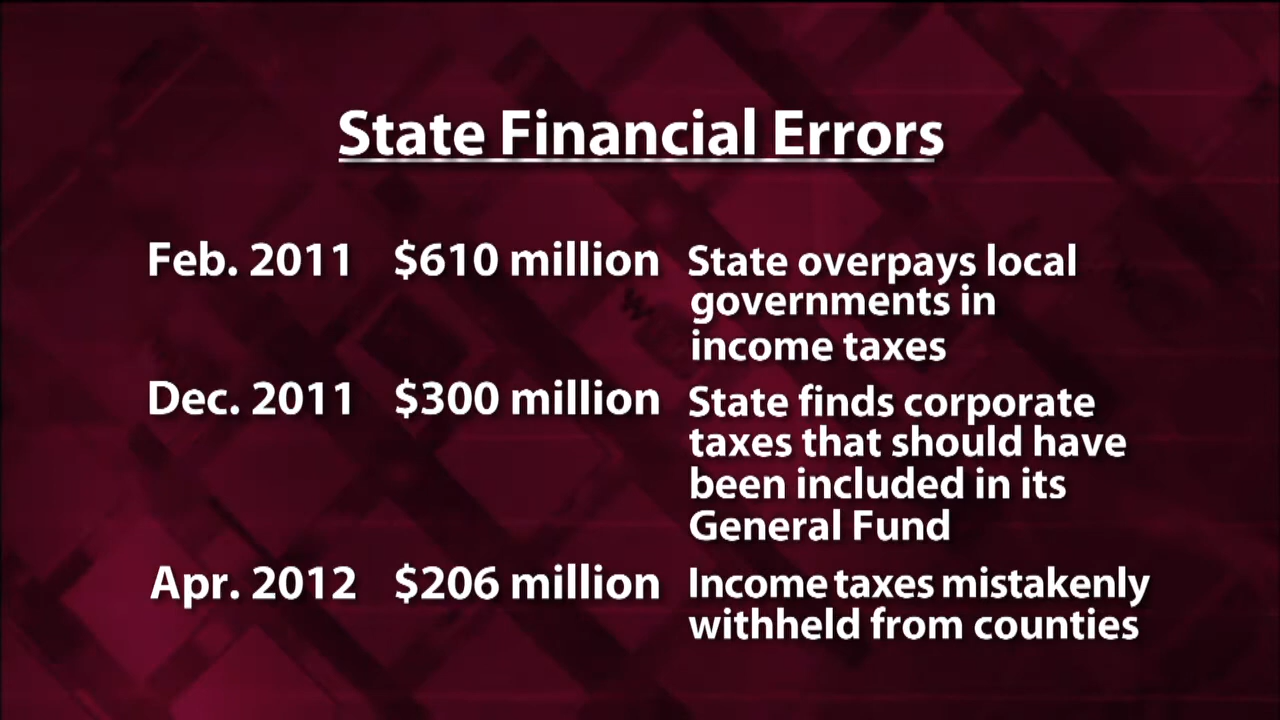 State Financial Errors
Feb. 2011 $610 million State overpays local
governments in
income taxes
Dec. 2011 $300 million State finds corporate
taxes that should have
been included in its
General Fund
Apr. 2012 $206 million Income taxes mistakenly
withheld from counties